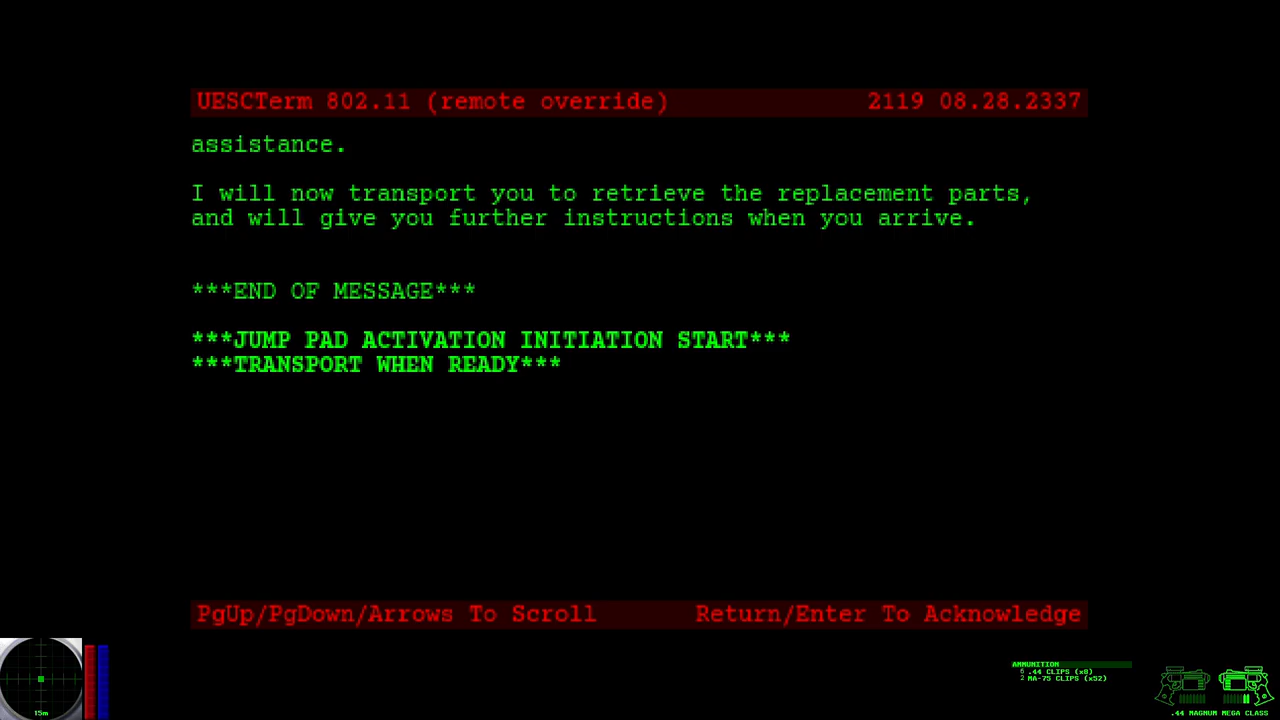 UESCTerm 802.11 (remote override) 2119 08.28.2337
assistance.
I will now transport you to retrieve the replacement parts,
and will give you further instructions when you arrive.
***END OF MESSAGE***
***JUMP PAD ACTIVATION INITIATION START***
***TRANSPORT WHEN READY***
PgUp/PgDown/Arrows To Scroll Return/Enter To Acknowledge
AMMUNITION
6 .44 CLIPS (x8)
2 MA-75 CLIPS (x52)
15m
.44 MAGNUM MEGA CLASS